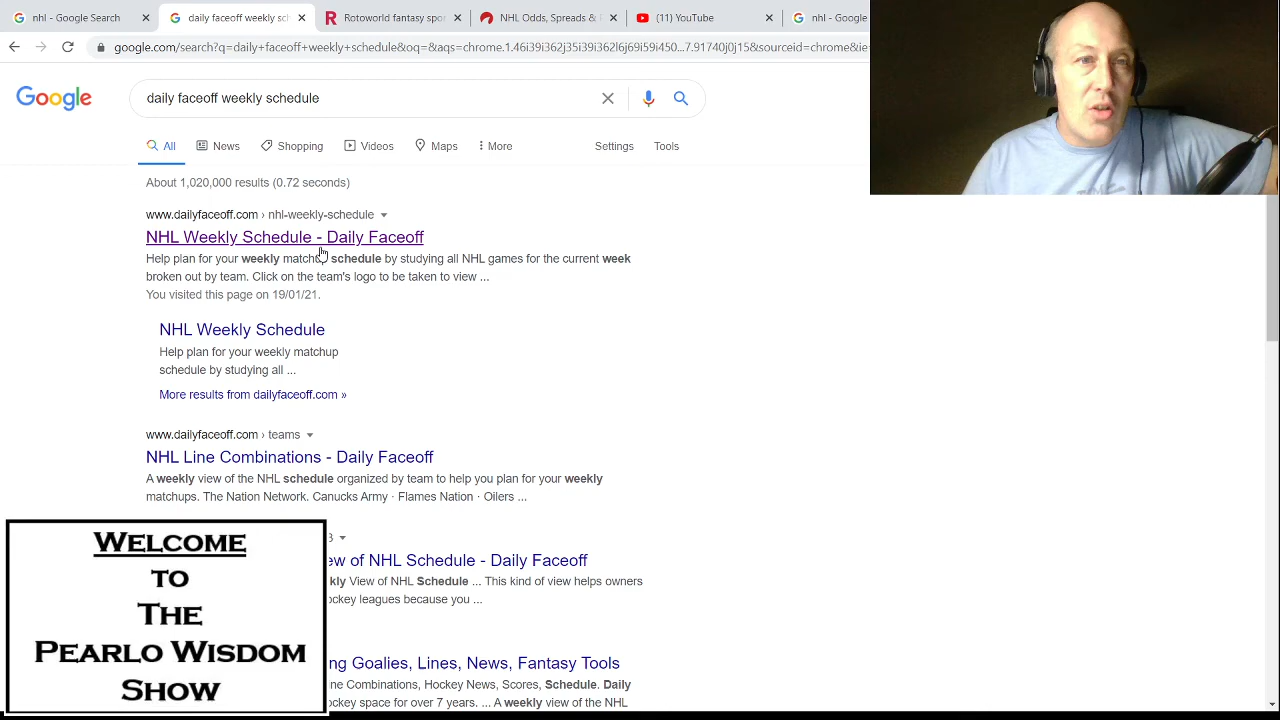 nhl - Google Search
daily faceoff weekly sch
Rotoworld fantasy spor
NHL Odds, Spreads &
(11) YouTube
nhl - Google
google.com/search?q=daily+faceoff+weekly+schedule&oq=&aqs=chrome.1.46i39i362j35i39i362l6j69i59i450...7.91740j0j15&sourceid=chrome&ie=
Google
daily faceoff weekly schedule
All
News
Shopping
Videos
Maps
More
Settings
Tools
About 1,020,000 results (0.72 seconds)
www.dailyfaceoff.com › nhl-weekly-schedule
NHL Weekly Schedule - Daily Faceoff
Help plan for your weekly matchup schedule by studying all NHL games for the current week
broken out by team. Click on the team's logo to be taken to view ...
You visited this page on 19/01/21.
NHL Weekly Schedule
Help plan for your weekly matchup
schedule by studying all ...
More results from dailyfaceoff.com »
www.dailyfaceoff.com › teams
NHL Line Combinations - Daily Faceoff
A weekly view of the NHL schedule organized by team to help you plan for your weekly
matchups. The Nation Network. Canucks Army · Flames Nation · Oilers ...
ew of NHL Schedule - Daily Faceoff
kly View of NHL Schedule ... This kind of view helps owners
ockey leagues because you ...
ng Goalies, Lines, News, Fantasy Tools
ne Combinations, Hockey News, Scores, Schedule. Daily
ockey space for over 7 years. ... A weekly view of the NHL
WELCOME
TO
THE
PEARLO WISDOM
SHOW